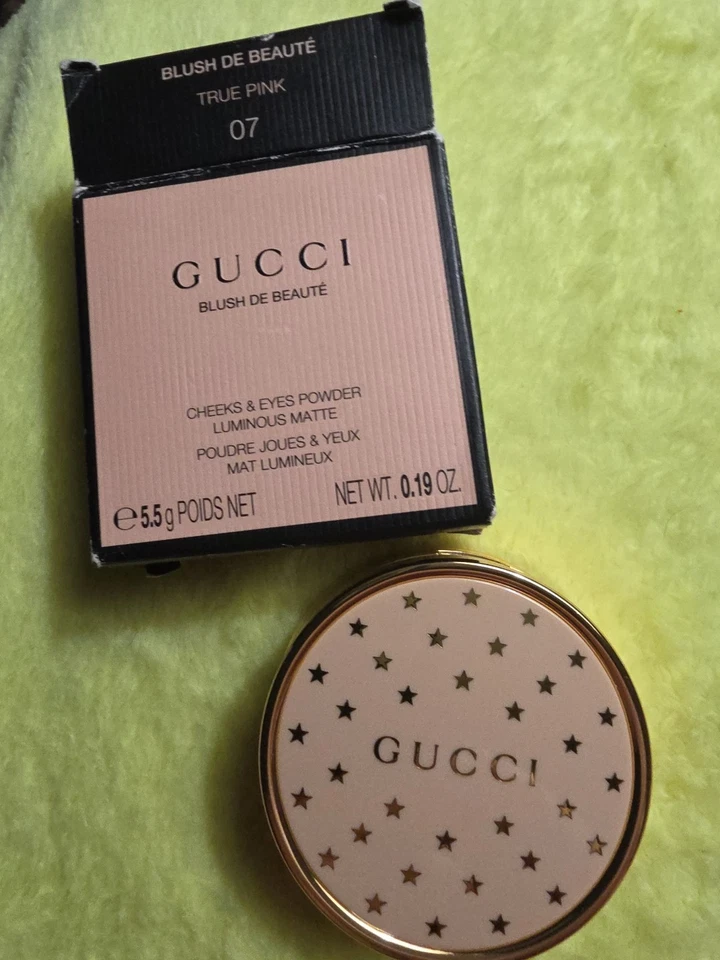 BLUSH DE BEAUTÉ
TRUE PINK
07
GUCCI
BLUSH DE BEAUTÉ
CHEEKS & EYES POWDER
LUMINOUS MATTE
POUDRE JOUES & YEUX
MAT LUMINEUX
℮ 5.5 g POIDS NET NET WT. 0.19 OZ.
GUCCI